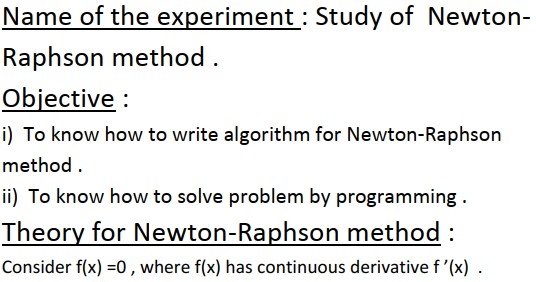 Name of the experiment : Study of Newton-
Raphson method .
Objective :
i) To know how to write algorithm for Newton-Raphson
method .
ii) To know how to solve problem by programming .
Theory for Newton-Raphson method :
Consider f(x) =0 , where f(x) has continuous derivative f ’(x) .